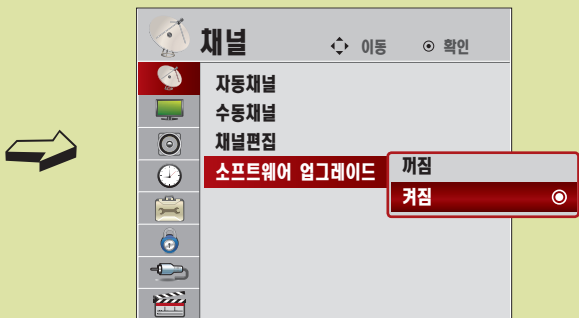 채널 이동 확인
자동채널
수동채널
채널편집
소프트웨어 업그레이드 꺼짐
켜짐